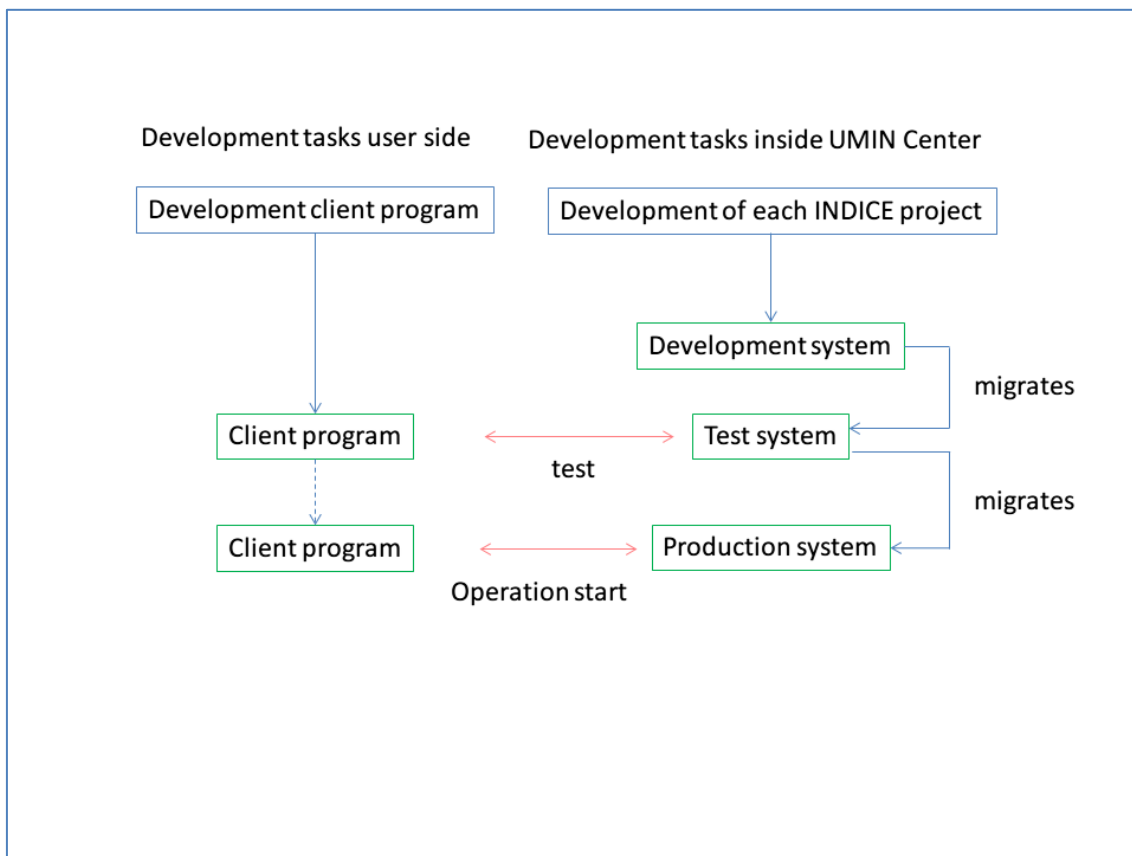 Development tasks user side
Development tasks inside UMIN Center
Development client program
Development of each INDICE project
Development system
migrates
Client program
Test system
test
migrates
Client program
Production system
Operation start